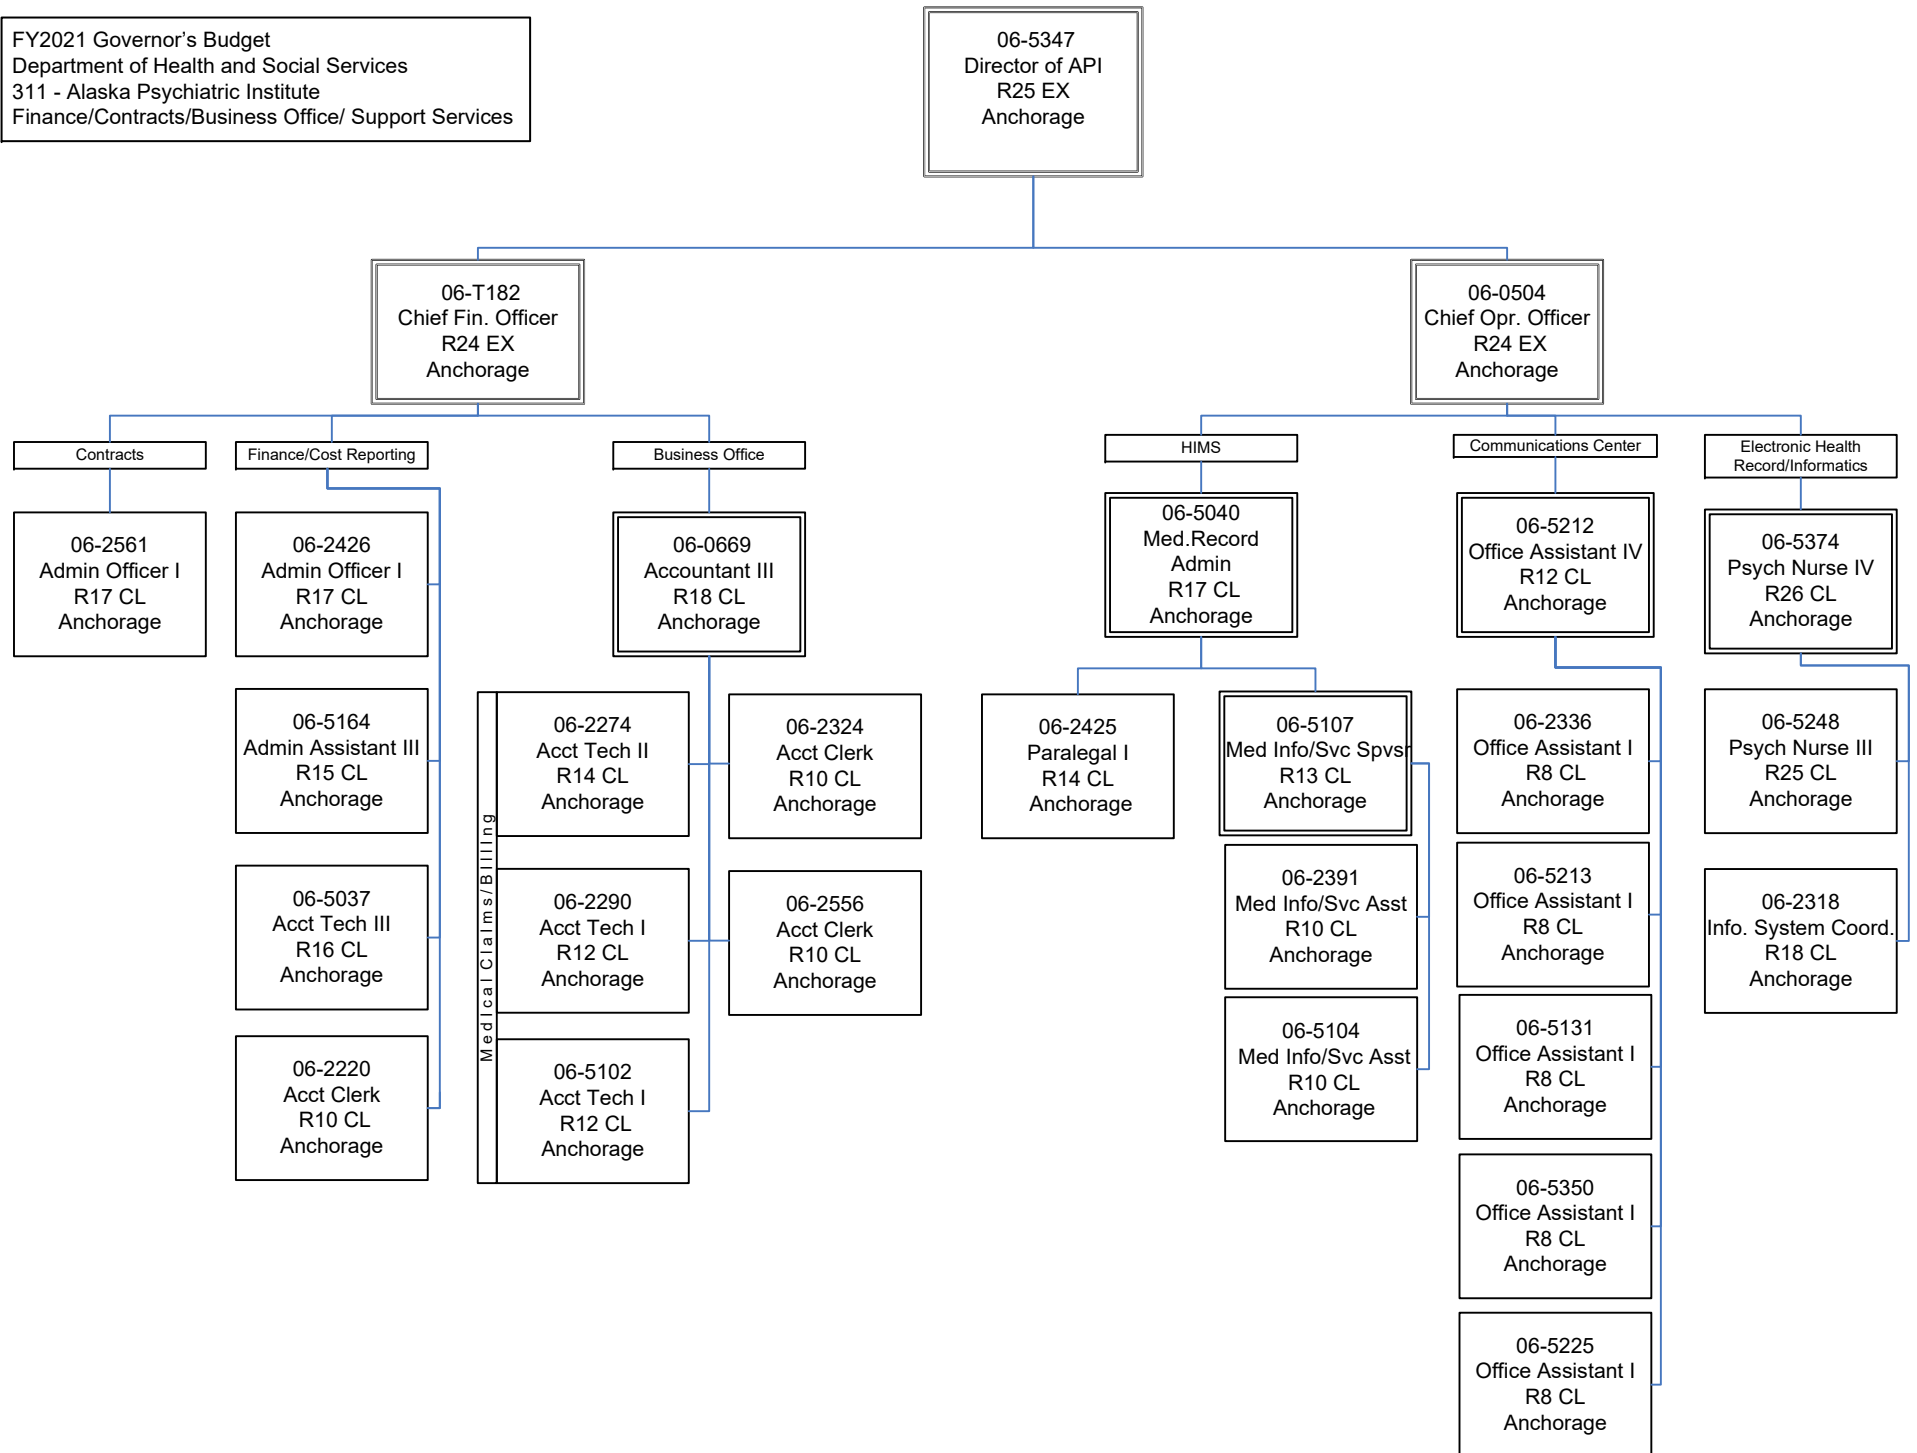 FY2021 Governor's Budget
Department of Health and Social Services
311 - Alaska Psychiatric Institute
Finance/Contracts/Business Office/ Support Services
06-5347
Director of API
R25 EX
Anchorage
06-T182
Chief Fin. Officer
R24 EX
Anchorage
06-0504
Chief Opr. Officer
R24 EX
Anchorage
Contracts
Finance/Cost Reporting
Business Office
HIMS
Communications Center
Electronic Health
Record/Informatics
06-2561
Admin Officer I
R17 CL
Anchorage
06-2426
Admin Officer I
R17 CL
Anchorage
06-5164
Admin Assistant III
R15 CL
Anchorage
06-5037
Acct Tech III
R16 CL
Anchorage
06-2220
Acct Clerk
R10 CL
Anchorage
06-0669
Accountant III
R18 CL
Anchorage
Medical Claims/Billing
06-2274
Acct Tech II
R14 CL
Anchorage
06-2290
Acct Tech I
R12 CL
Anchorage
06-5102
Acct Tech I
R12 CL
Anchorage
06-2324
Acct Clerk
R10 CL
Anchorage
06-2556
Acct Clerk
R10 CL
Anchorage
06-5040
Med.Record
Admin
R17 CL
Anchorage
06-2425
Paralegal I
R14 CL
Anchorage
06-5107
Med Info/Svc Spvsr
R13 CL
Anchorage
06-2391
Med Info/Svc Asst
R10 CL
Anchorage
06-5104
Med Info/Svc Asst
R10 CL
Anchorage
06-5212
Office Assistant IV
R12 CL
Anchorage
06-2336
Office Assistant I
R8 CL
Anchorage
06-5213
Office Assistant I
R8 CL
Anchorage
06-5131
Office Assistant I
R8 CL
Anchorage
06-5350
Office Assistant I
R8 CL
Anchorage
06-5225
Office Assistant I
R8 CL
Anchorage
06-5374
Psych Nurse IV
R26 CL
Anchorage
06-5248
Psych Nurse III
R25 CL
Anchorage
06-2318
Info. System Coord.
R18 CL
Anchorage